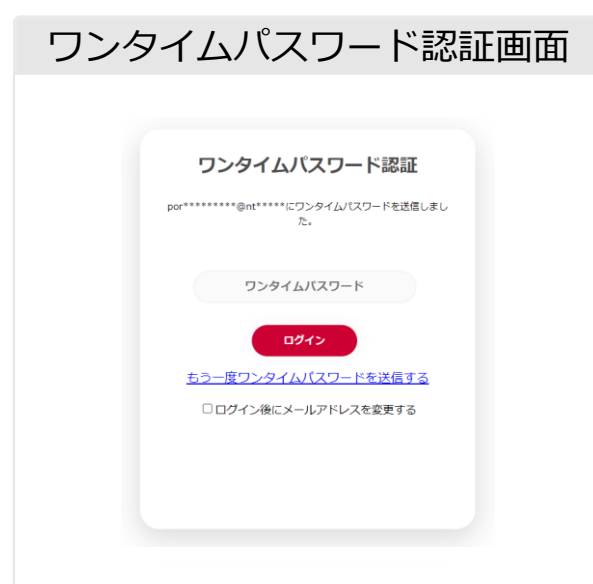 ワンタイムパスワード認証画面
ワンタイムパスワード認証
por*********@nt*****にワンタイムパスワードを送信しまし
た。
ワンタイムパスワード
ログイン
もう一度ワンタイムパスワードを送信する
ログイン後にメールアドレスを変更する